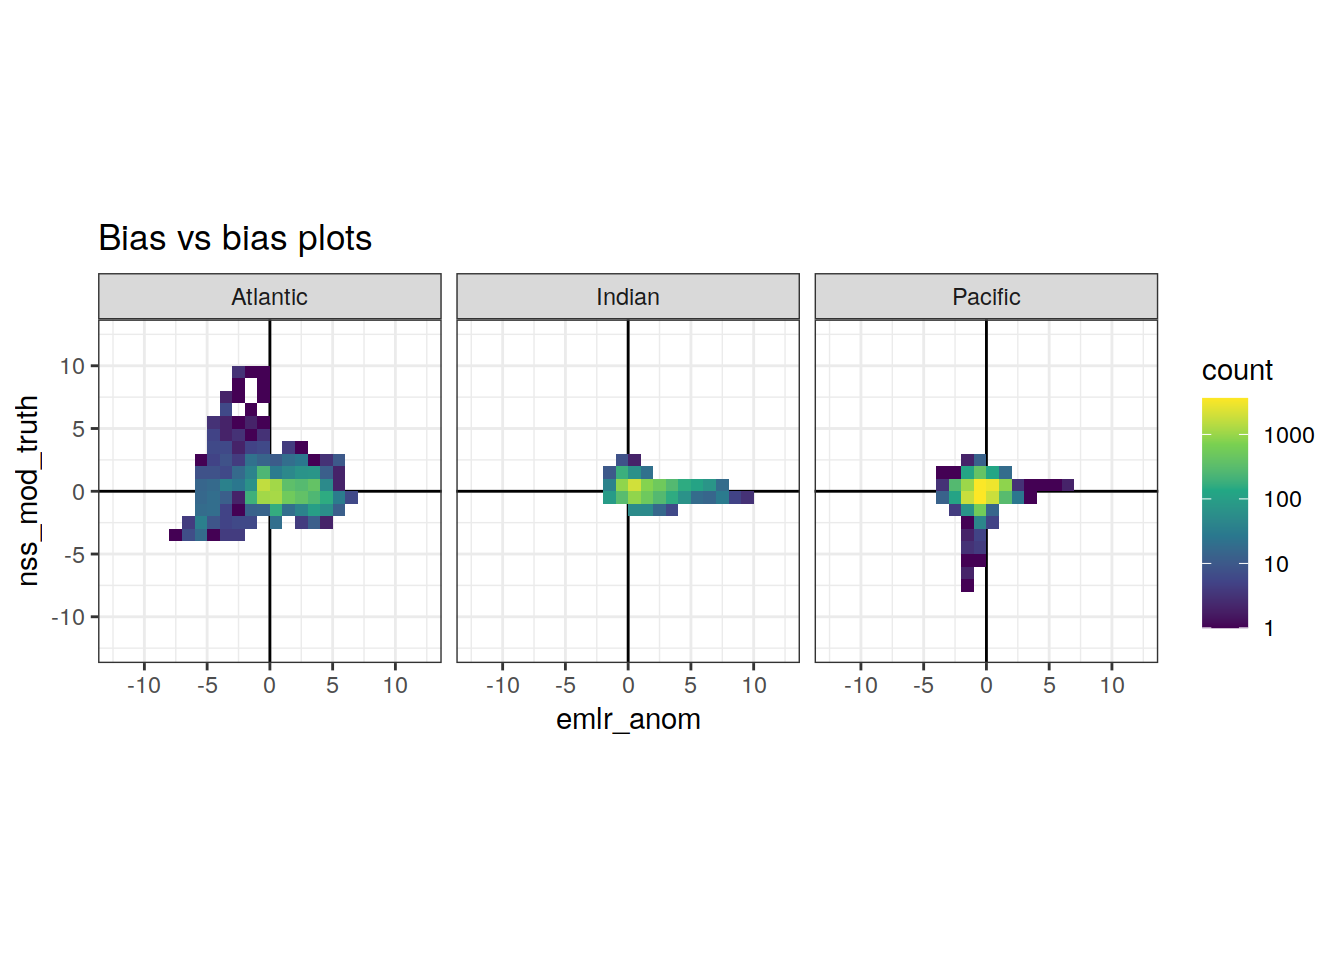 Bias vs bias plots
Atlantic
Indian
Pacific
nss_mod_truth
10
5
0
-5
-10
-10 -5 0 5 10
-10 -5 0 5 10
-10 -5 0 5 10
emlr_anom
count
1000
100
10
1